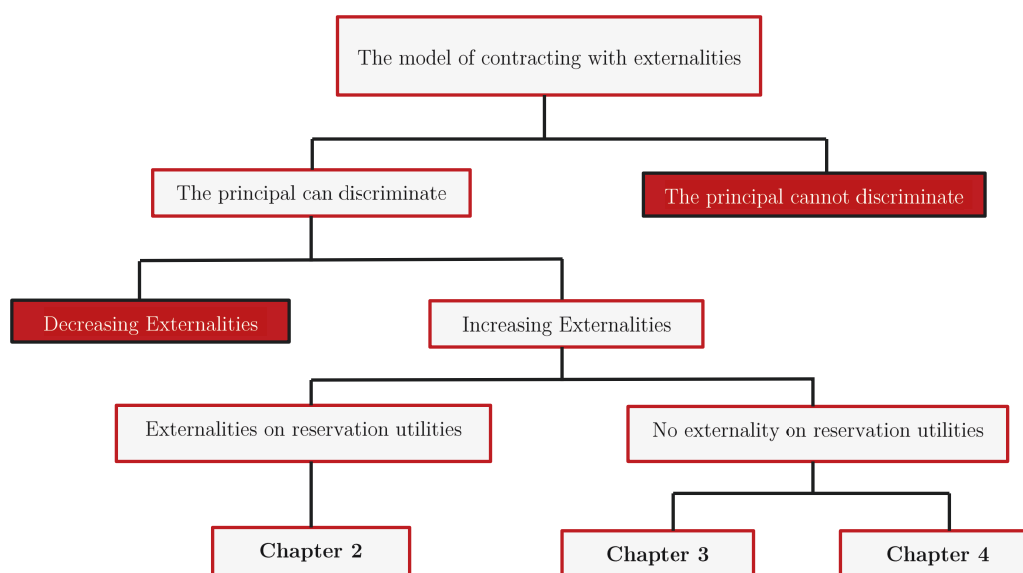 The model of contracting with externalities
The principal can discriminate
The principal cannot discriminate
Decreasing Externalities
Increasing Externalities
Externalities on reservation utilities
No externality on reservation utilities
Chapter 2
Chapter 3
Chapter 4